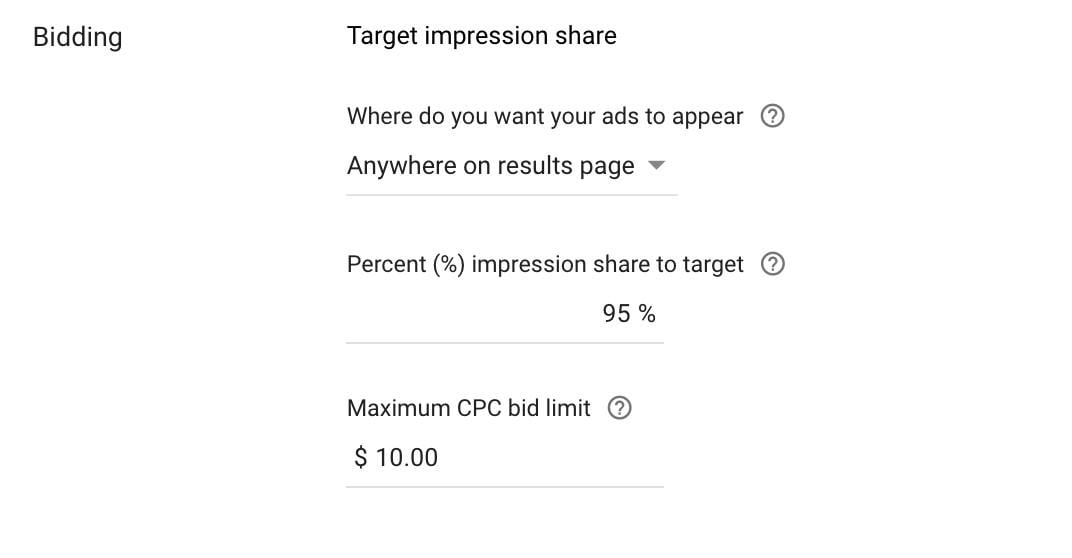 Bidding
Target impression share
Where do you want your ads to appear
Anywhere on results page
Percent (%) impression share to target
95 %
Maximum CPC bid limit
$ 10.00